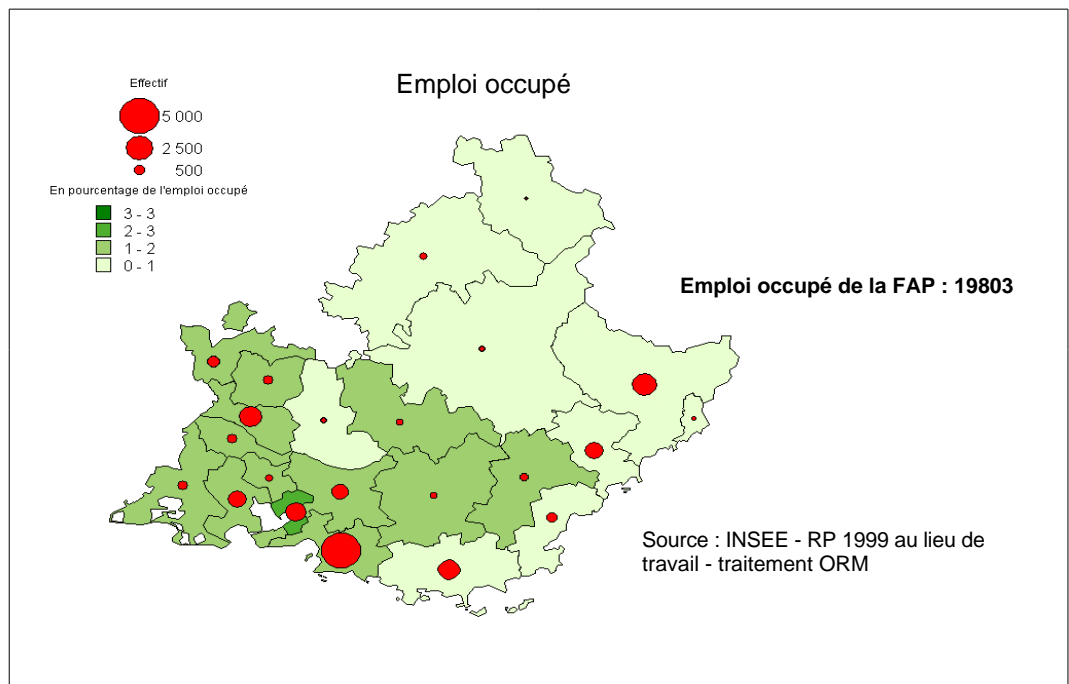 Emploi occupé
Effectif
5 000
2 500
500
En pourcentage de l'emploi occupé
3 - 3
2 - 3
1 - 2
0 - 1
Emploi occupé de la FAP : 19803
Source : INSEE - RP 1999 au lieu de
travail - traitement ORM